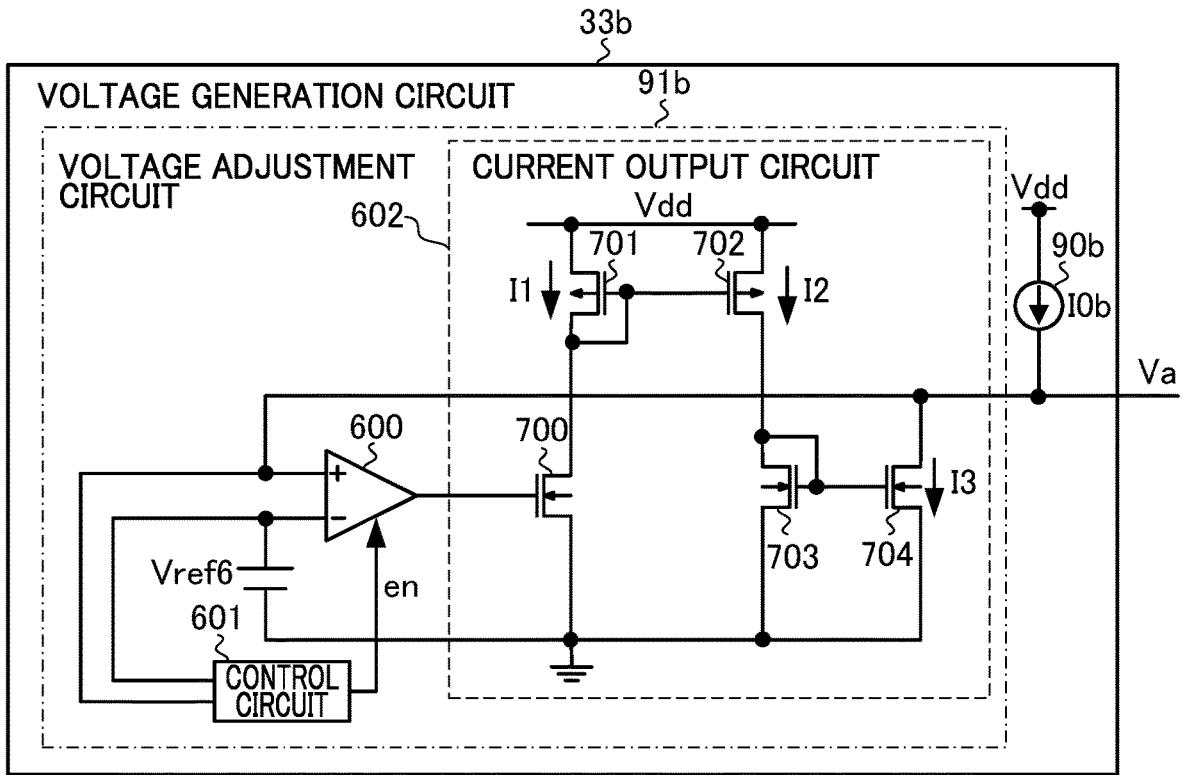 33b
91b
VOLTAGE GENERATION CIRCUIT
VOLTAGE ADJUSTMENT
CIRCUIT
CURRENT OUTPUT CIRCUIT
602
Vdd
701
702
I1
I2
Vdd
90b
I0b
Va
600
+
−
700
703
704
I3
Vref6
en
601
CONTROL
CIRCUIT